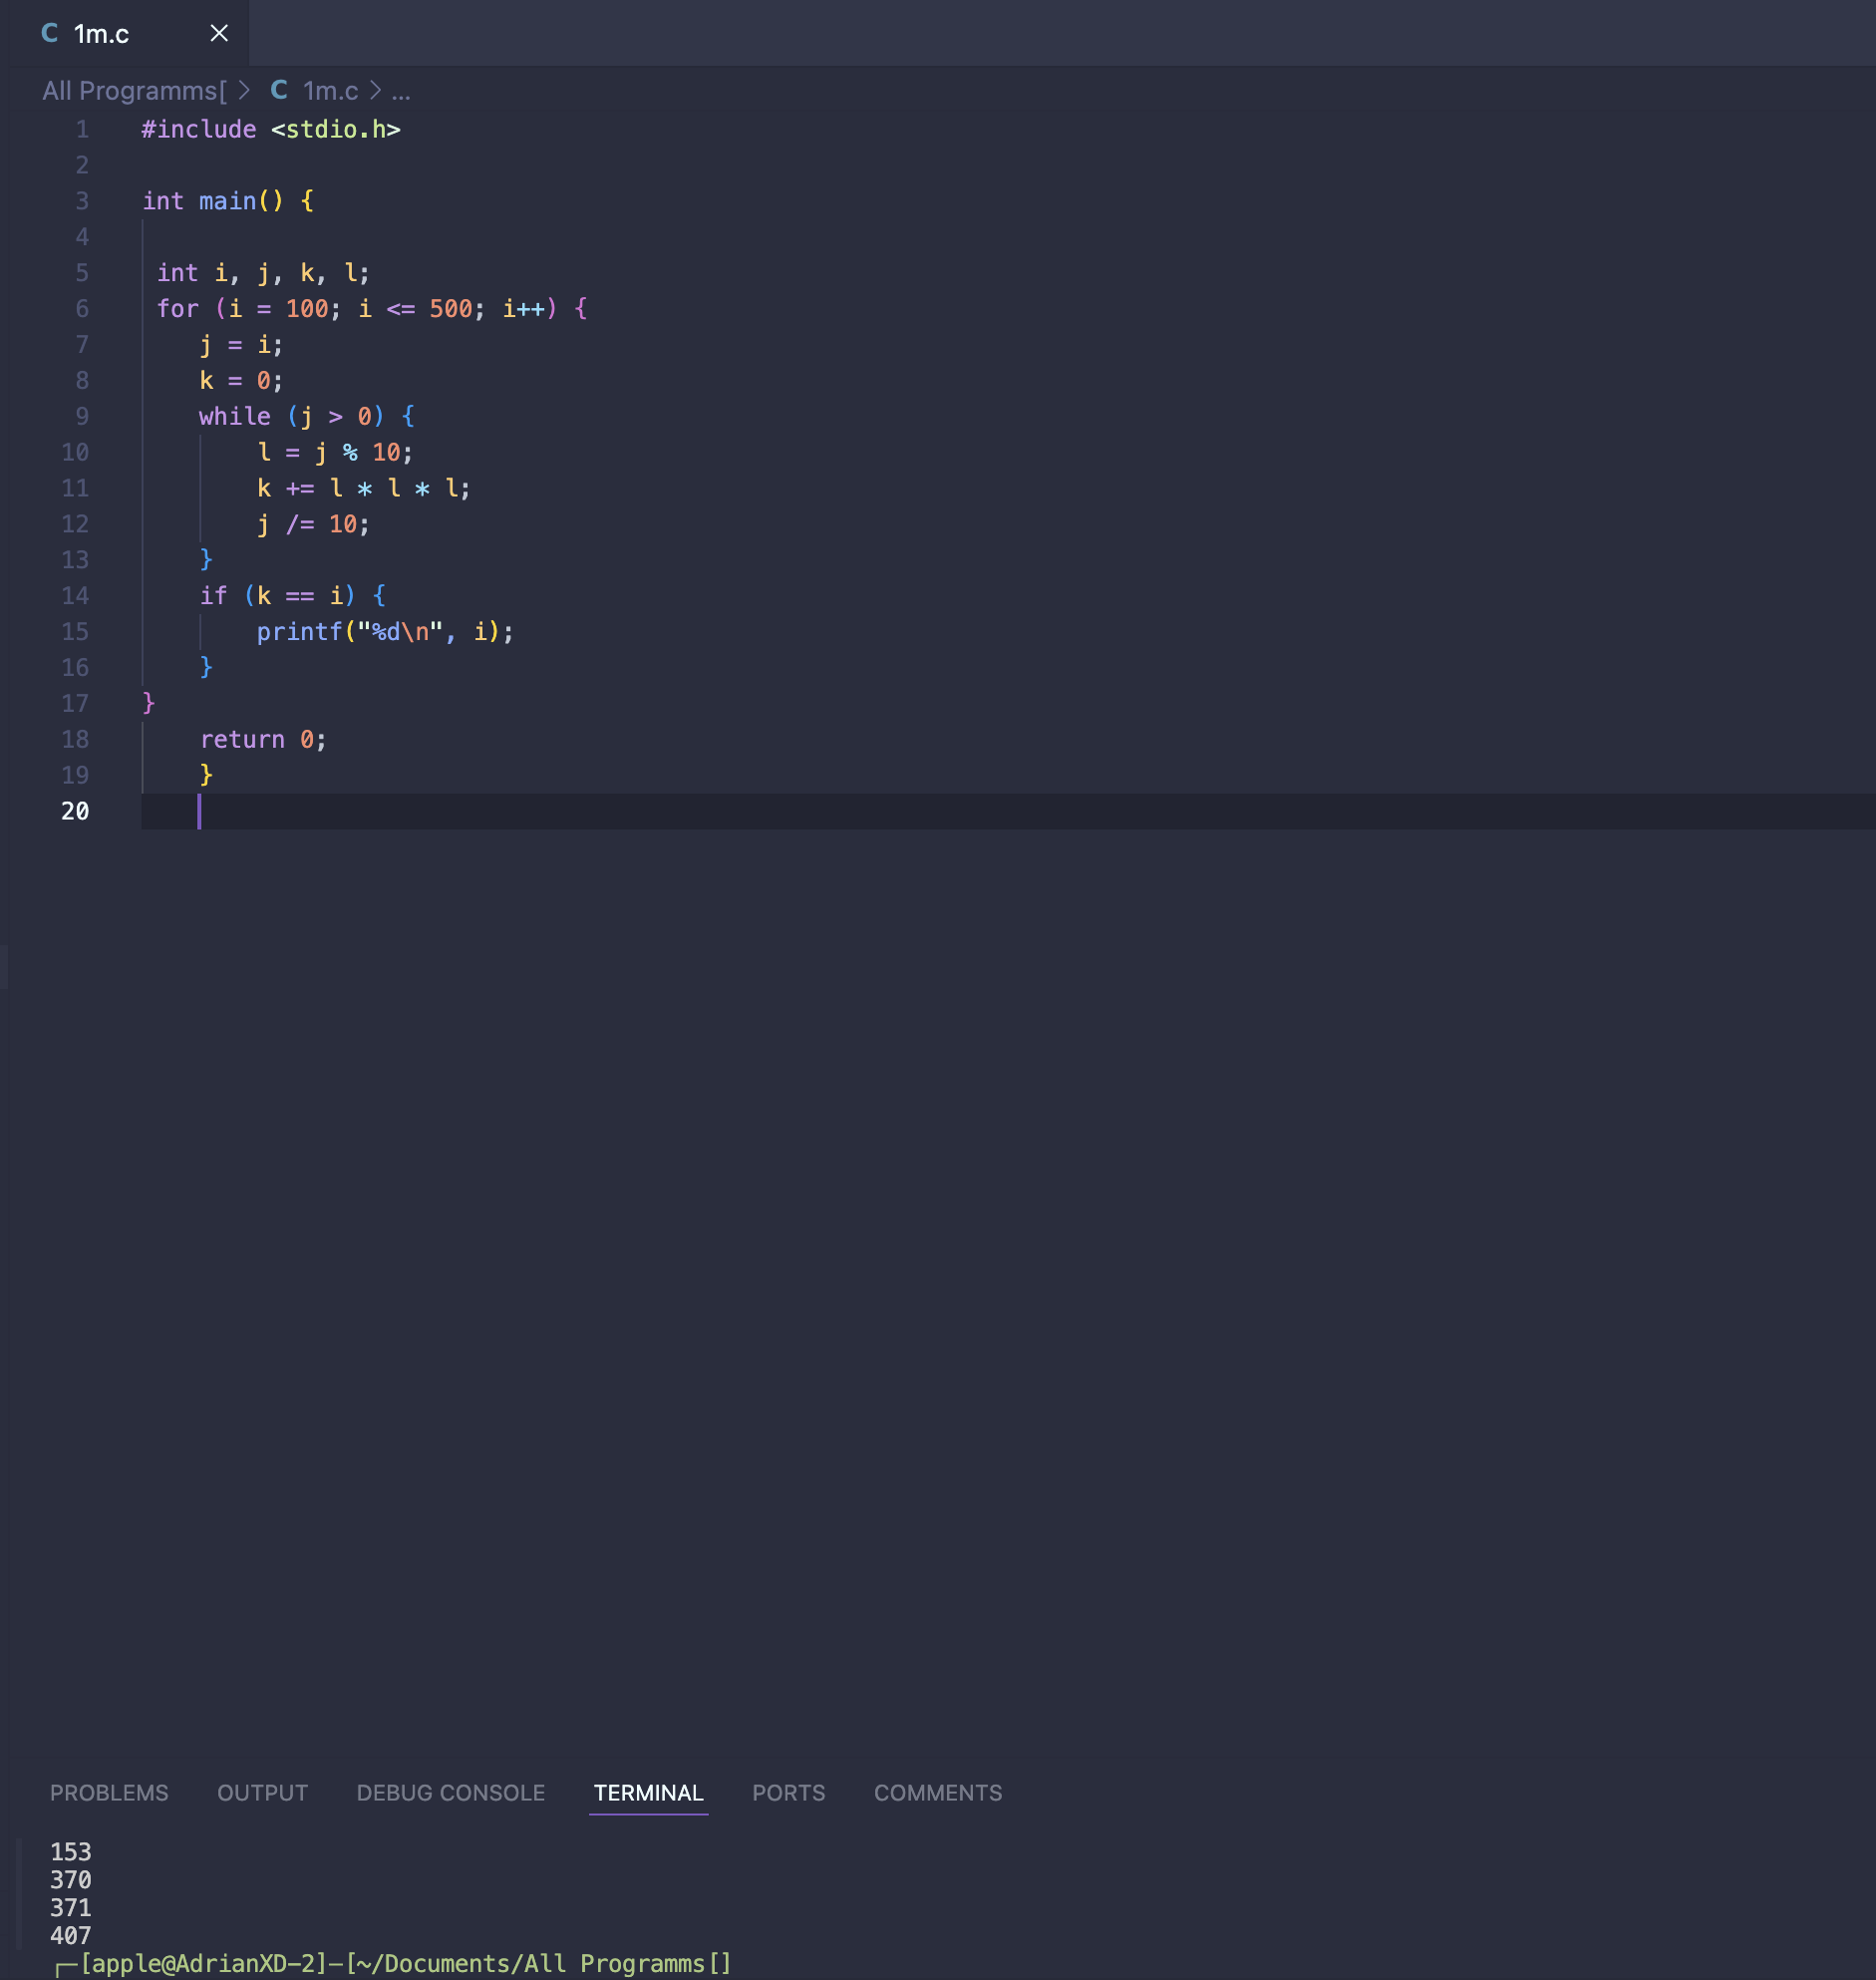 C 1m.c ×
All Programms[ > C 1m.c > ...
1 #include <stdio.h>
2
3 int main() {
4
5  int i, j, k, l;
6  for (i = 100; i <= 500; i++) {
7     j = i;
8     k = 0;
9     while (j > 0) {
10         l = j % 10;
11         k += l * l * l;
12         j /= 10;
13     }
14     if (k == i) {
15         printf("%d\n", i);
16     }
17 }
18     return 0;
19     }
20
PROBLEMS OUTPUT DEBUG CONSOLE TERMINAL PORTS COMMENTS
153
370
371
407
┌─[apple@AdrianXD-2]-[~/Documents/All Programms[]